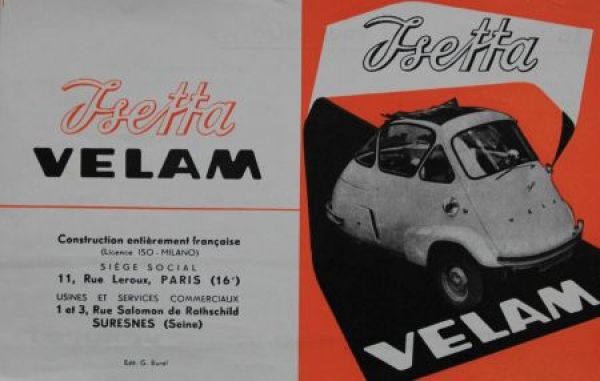 Isetta
VELAM
Construction entièrement française
(Licence ISO - MILANO)
SIÈGE SOCIAL
11, Rue Leroux, PARIS (16ᵉ)
USINES ET SERVICES COMMERCIAUX
1 et 3, Rue Salomon de Rothschild
SURESNES (Seine)
Edit. G. Burel
Isetta
VELAM